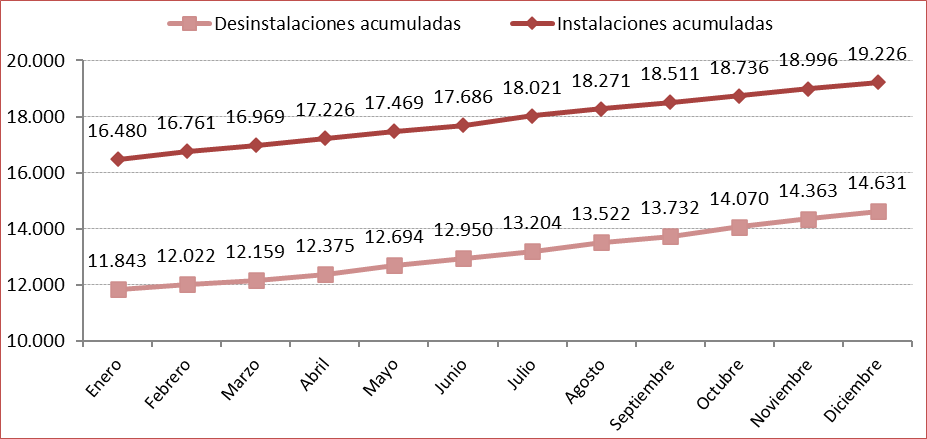 Desinstalaciones acumuladas
Instalaciones acumuladas
20.000
18.000
16.000
14.000
12.000
10.000
16.480 16.761 16.969 17.226 17.469 17.686 18.021 18.271 18.511 18.736 18.996 19.226
11.843 12.022 12.159 12.375 12.694 12.950 13.204 13.522 13.732 14.070 14.363 14.631
Enero Febrero Marzo Abril Mayo Junio Julio Agosto Septiembre Octubre Noviembre Diciembre